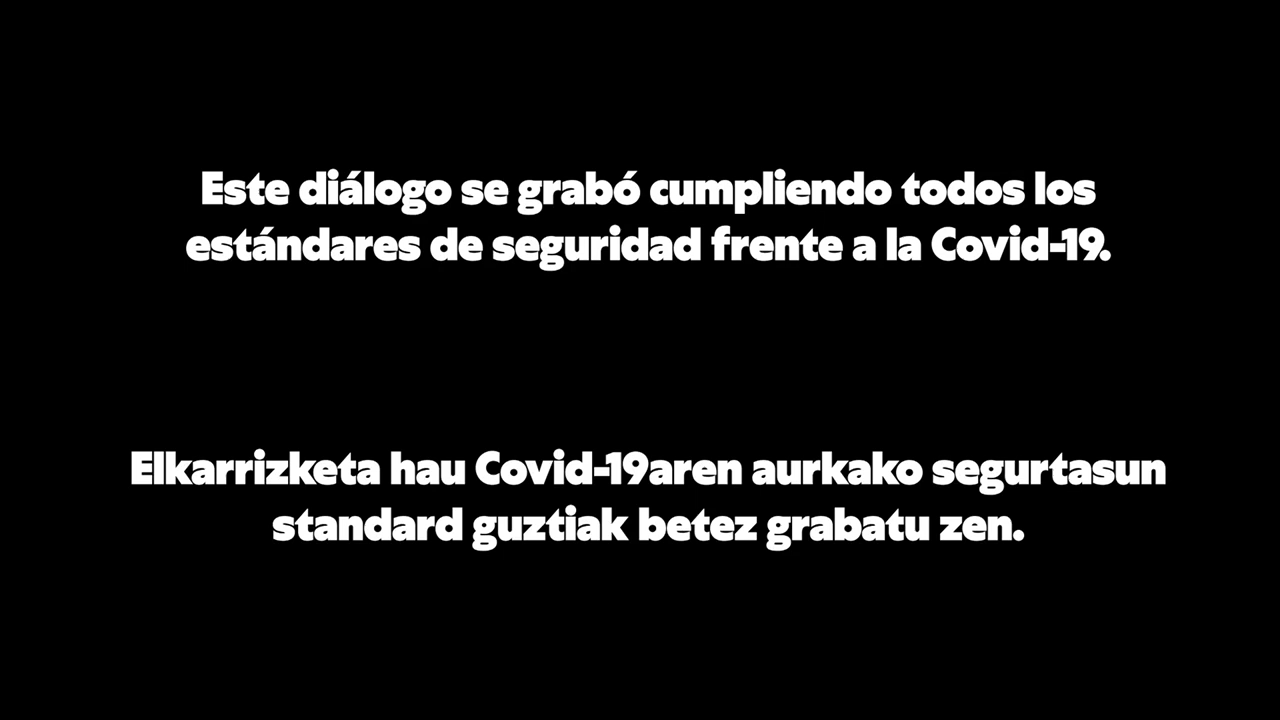 Este diálogo se grabó cumpliendo todos los
estándares de seguridad frente a la Covid-19.
Elkarrizketa hau Covid-19aren aurkako segurtasun
standard guztiak betez grabatu zen.